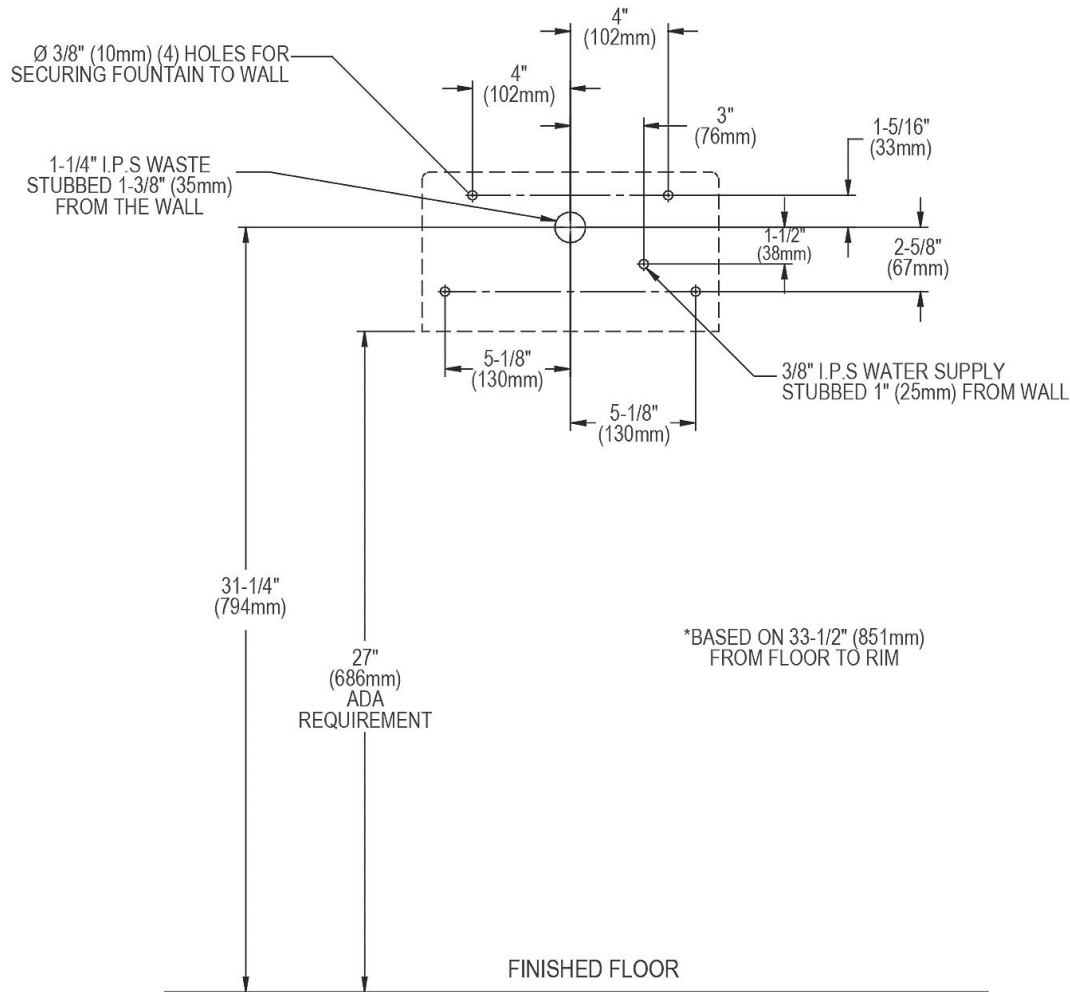 4"
(102mm)
Ø 3/8" (10mm) (4) HOLES FOR
SECURING FOUNTAIN TO WALL
4"
(102mm)
3"
(76mm)
1-5/16"
(33mm)
1-1/4" I.P.S WASTE
STUBBED 1-3/8" (35mm)
FROM THE WALL
1-1/2"
(38mm)
2-5/8"
(67mm)
5-1/8"
(130mm)
3/8" I.P.S WATER SUPPLY
STUBBED 1" (25mm) FROM WALL
5-1/8"
(130mm)
31-1/4"
(794mm)
27"
(686mm)
ADA
REQUIREMENT
*BASED ON 33-1/2" (851mm)
FROM FLOOR TO RIM
FINISHED FLOOR